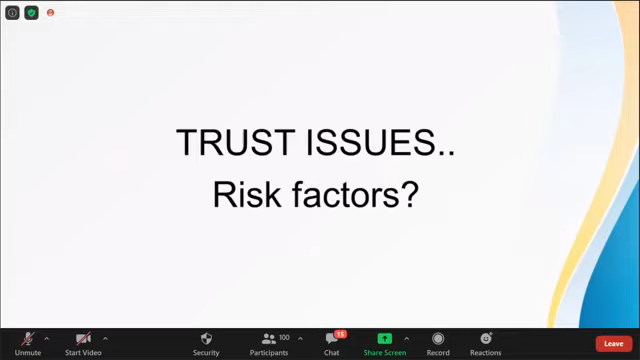 TRUST ISSUES..
Risk factors?
100
15
Unmute
Start Video
Security
Participants
Chat
Share Screen
Record
Reactions
Leave